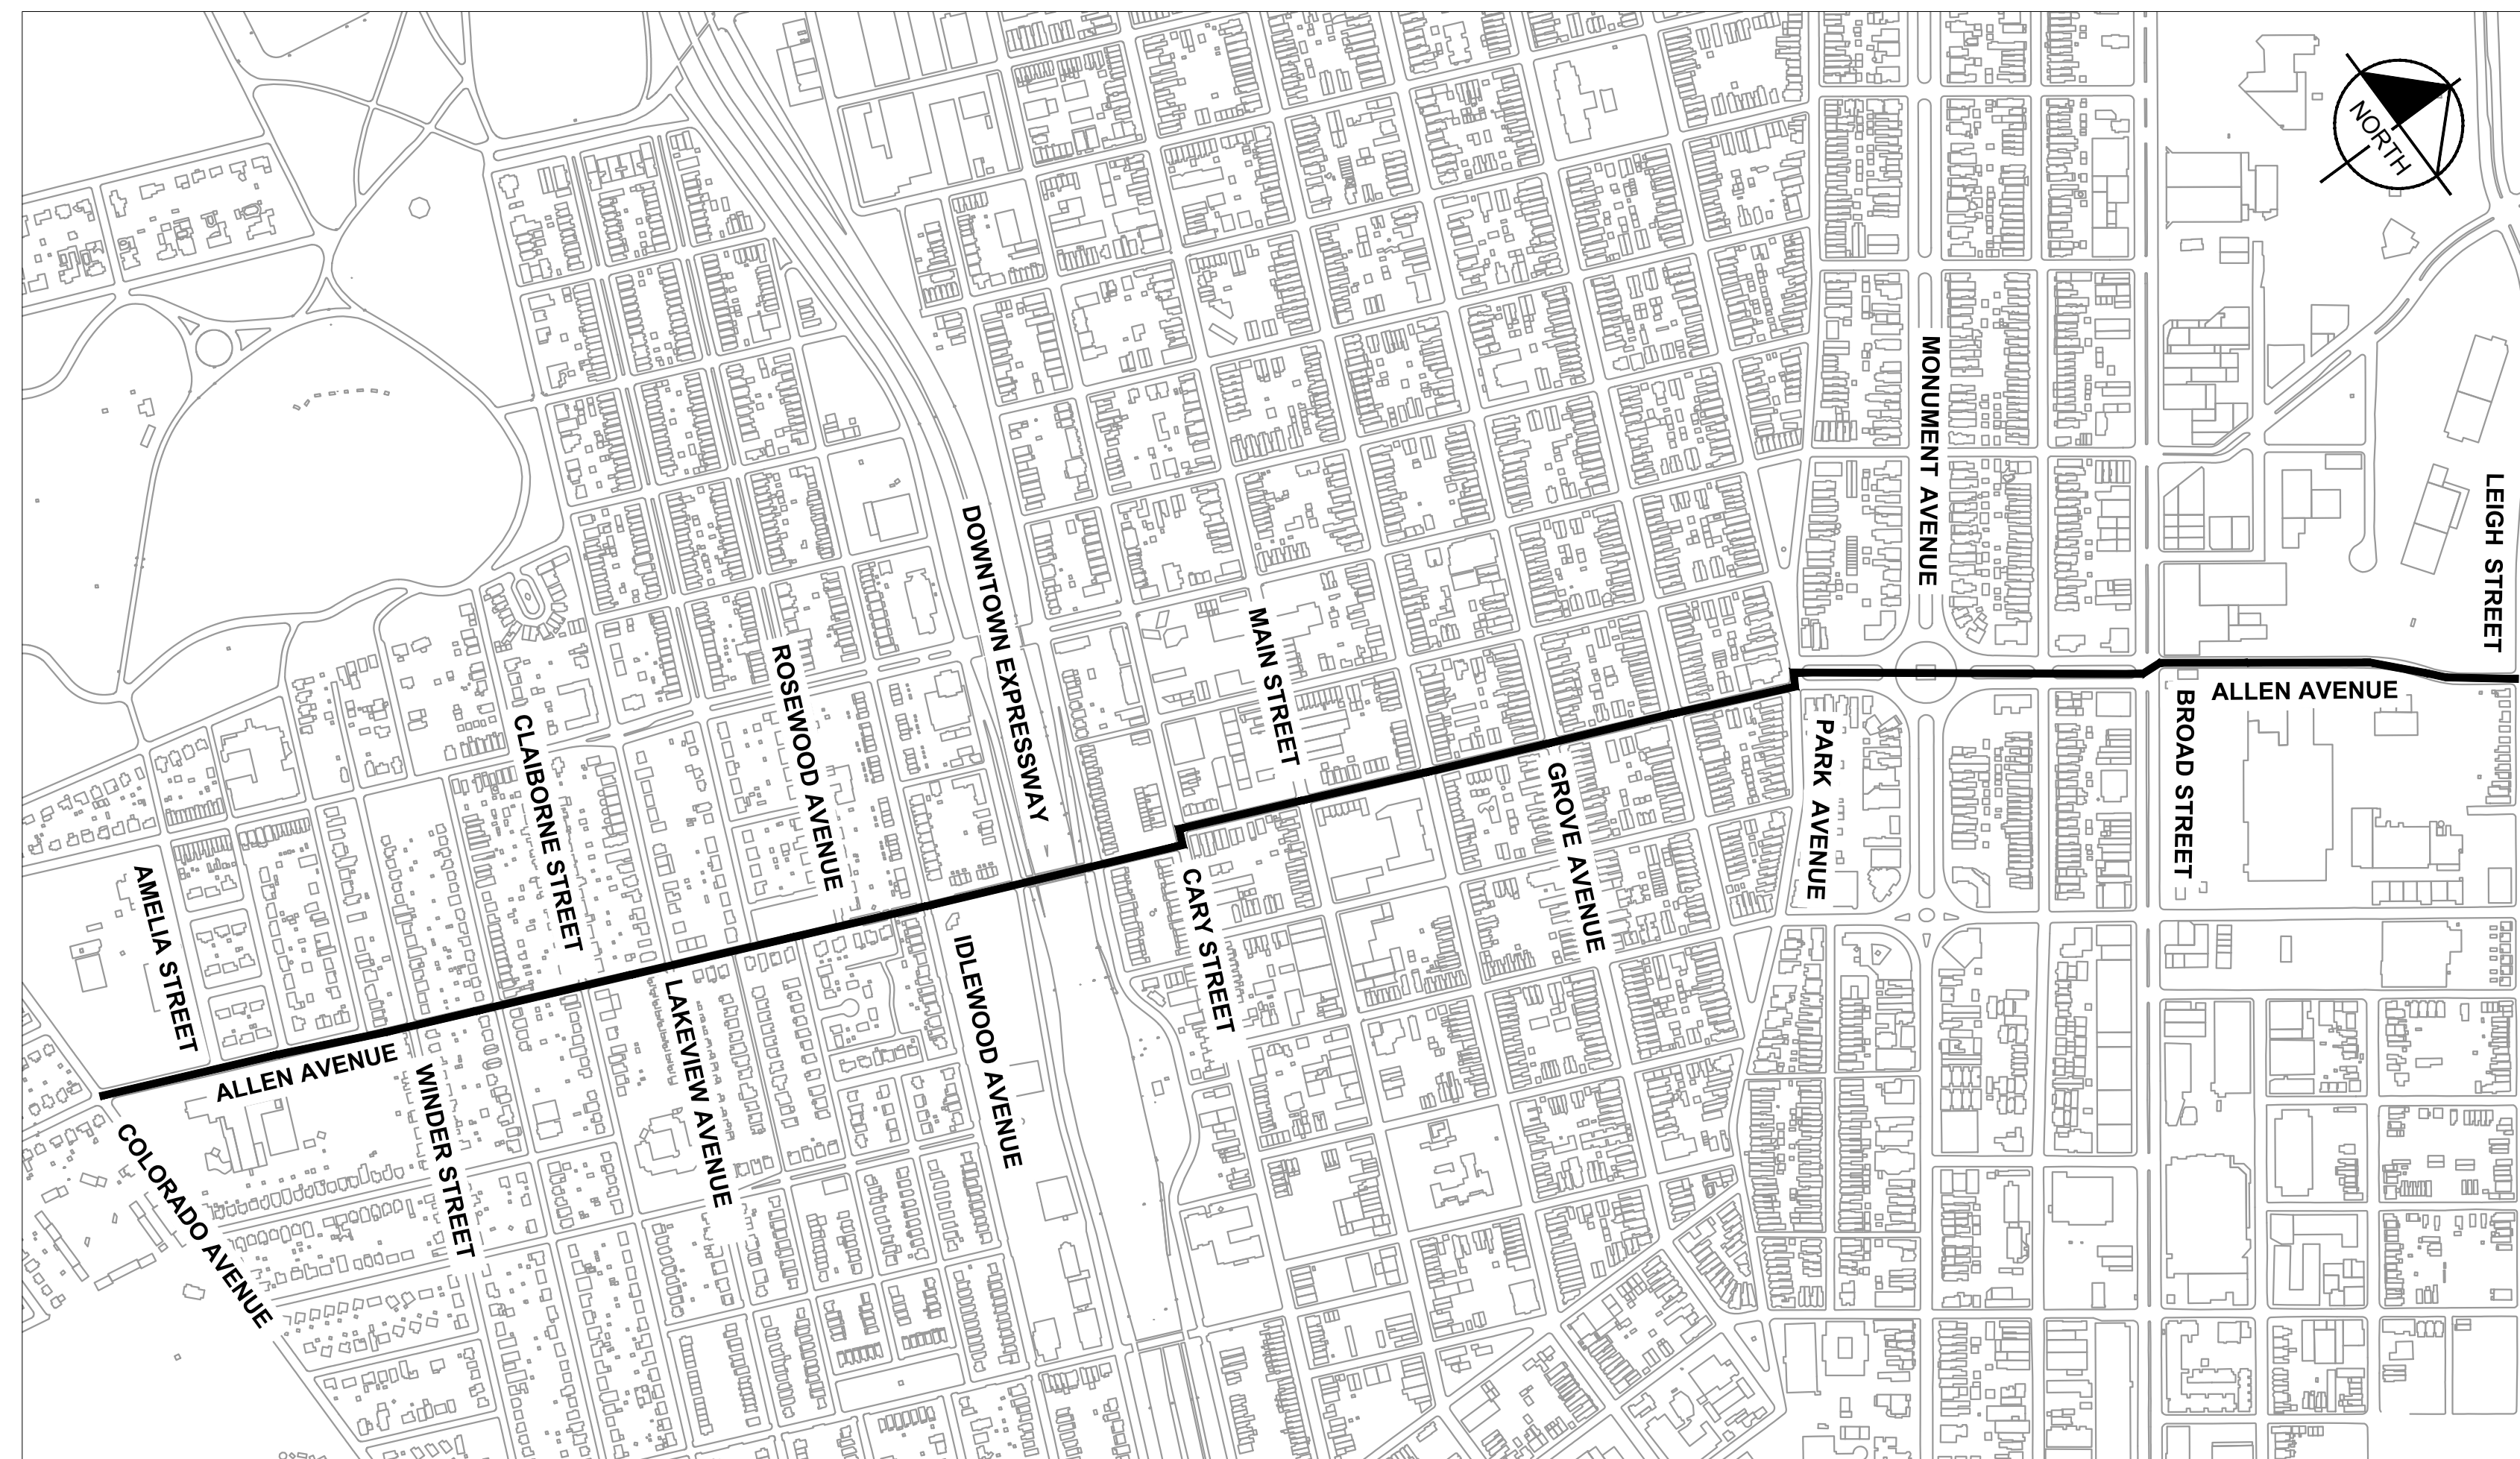 NORTH
MONUMENT AVENUE
LEIGH STREET
DOWNTOWN EXPRESSWAY
MAIN STREET
ROSEWOOD AVENUE
ALLEN AVENUE
BROAD STREET
PARK AVENUE
CLAIBORNE STREET
GROVE AVENUE
AMELIA STREET
CARY STREET
IDLEWOOD AVENUE
LAKEVIEW AVENUE
ALLEN AVENUE
WINDER STREET
COLORADO AVENUE